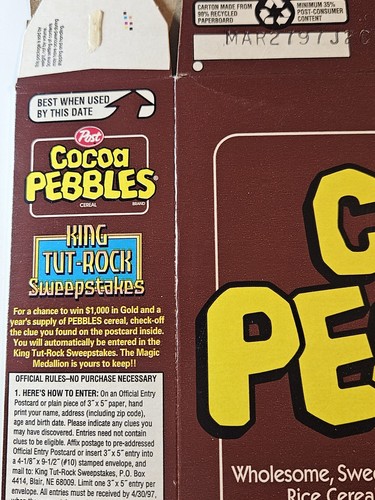 CARTON MADE FROM
90% RECYCLED
PAPERBOARD
MINIMUM 35%
POST-CONSUMER
CONTENT
MAR2797J2C
BEST WHEN USED
BY THIS DATE
Post
Cocoa
PEBBLES®
CEREAL BRAND
KING
TUT-ROCK
Sweepstakes
For a chance to win $1,000 in Gold and a
year's supply of PEBBLES cereal, check-off
the clue you found on the postcard inside.
You will automatically be entered in the
King Tut-Rock Sweepstakes. The Magic
Medallion is yours to keep!!
OFFICIAL RULES–NO PURCHASE NECESSARY
1. HERE'S HOW TO ENTER: On an Official Entry
Postcard or plain piece of 3"x 5" paper, hand
print your name, address (including zip code),
age and birth date. Please indicate any clues you
may have discovered. Entries need not contain
clues to be eligible. Affix postage to pre-addressed
Official Entry Postcard or insert 3"x 5" entry into
a 4-1/8" x 9-1/2" (#10) stamped envelope, and
mail to: King Tut-Rock Sweepstakes, P.O. Box
4414, Blair, NE 68009. Limit one 3"x 5" entry per
envelope. All entries must be received by 4/30/97,
C
PE
Wholesome, Swe
Rice Cerea